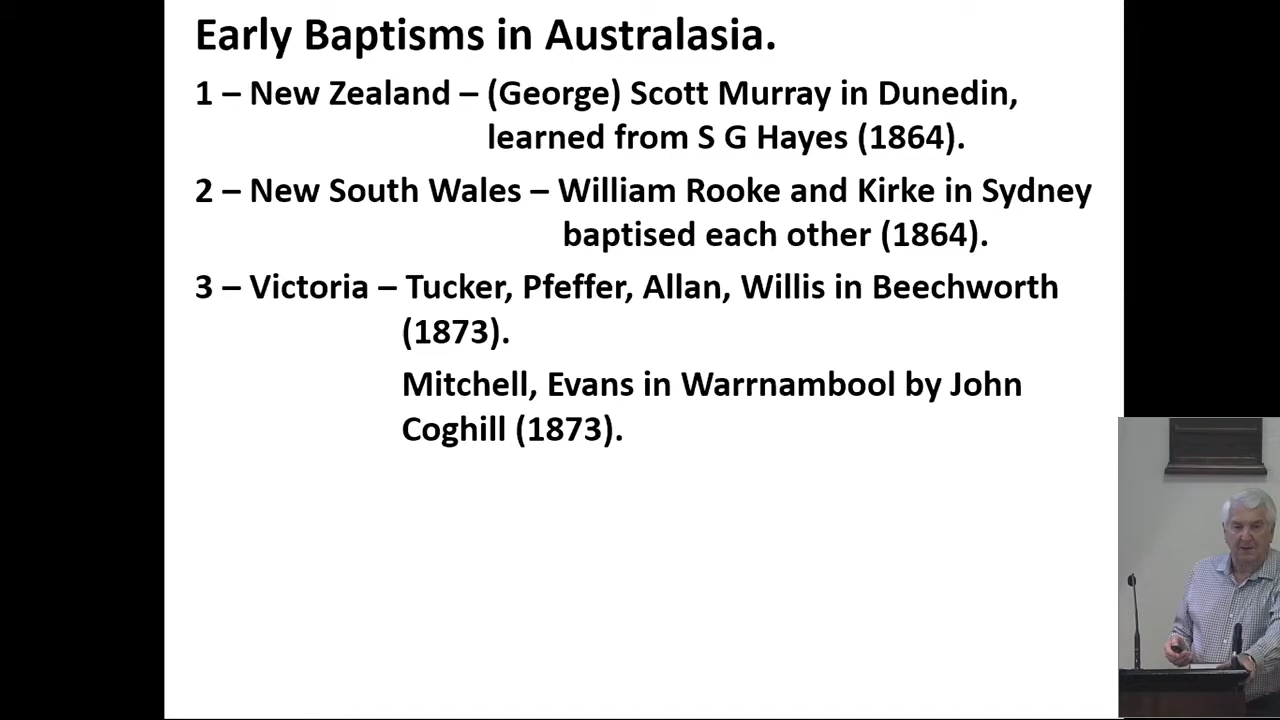 Early Baptisms in Australasia.
1 – New Zealand – (George) Scott Murray in Dunedin,
learned from S G Hayes (1864).
2 – New South Wales – William Rooke and Kirke in Sydney
baptised each other (1864).
3 – Victoria – Tucker, Pfeffer, Allan, Willis in Beechworth
(1873).
Mitchell, Evans in Warrnambool by John
Coghill (1873).